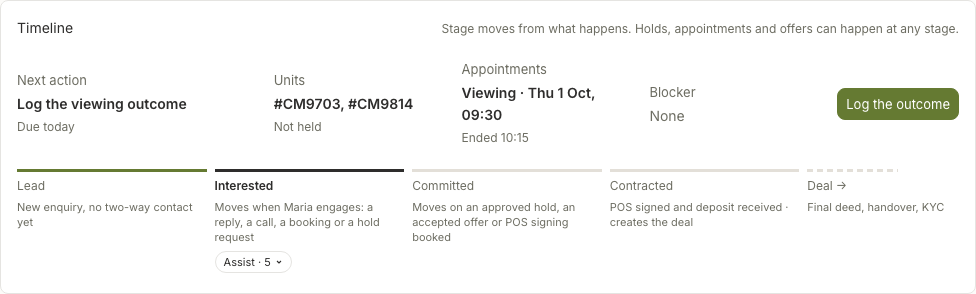 Timeline
Stage moves from what happens. Holds, appointments and offers can happen at any stage.
Next action
Log the viewing outcome
Due today
Units
#CM9703, #CM9814
Not held
Appointments
Viewing · Thu 1 Oct,
09:30
Ended 10:15
Blocker
None
Log the outcome
Lead
New enquiry, no two-way contact
yet
Interested
Moves when Maria engages: a
reply, a call, a booking or a hold
request
Assist · 5
Committed
Moves on an approved hold, an
accepted offer or POS signing
booked
Contracted
POS signed and deposit received ·
creates the deal
Deal →
Final deed, handover, KYC